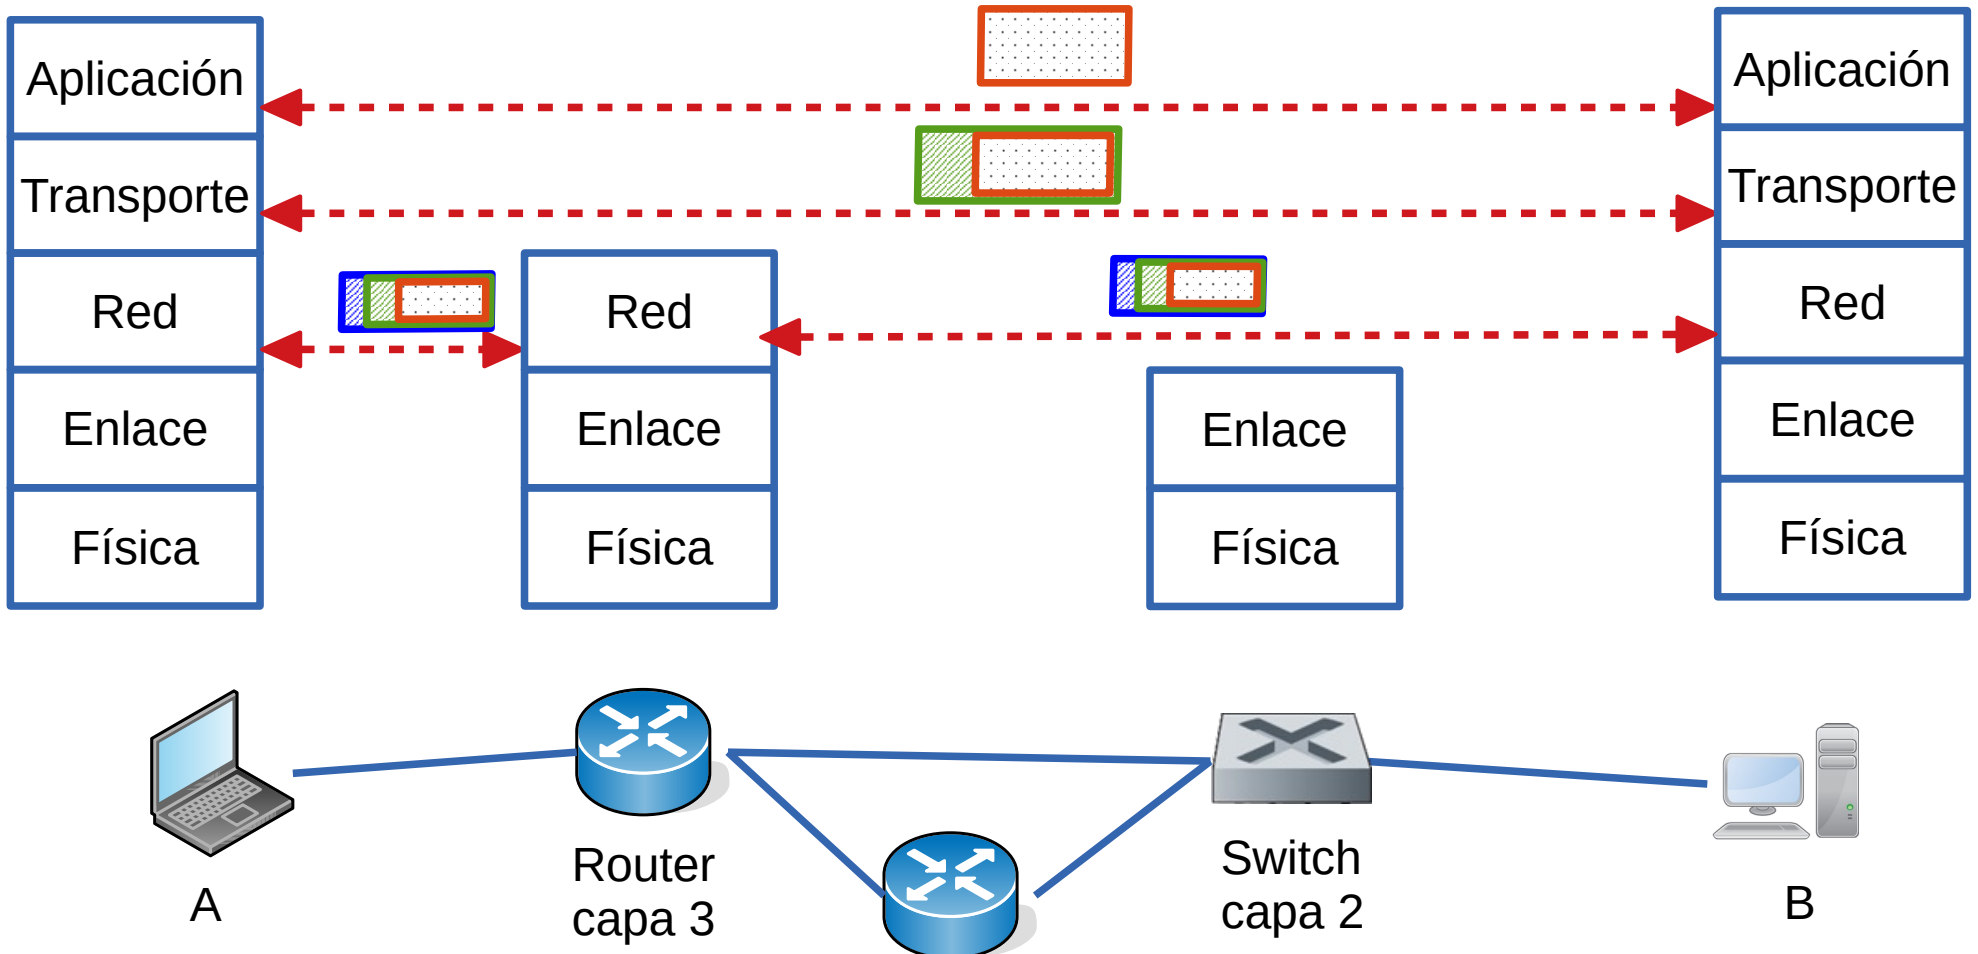 Aplicación
Transporte
Red
Enlace
Física
Red
Enlace
Física
Enlace
Física
Aplicación
Transporte
Red
Enlace
Física
A
Router
capa 3
Switch
capa 2
B